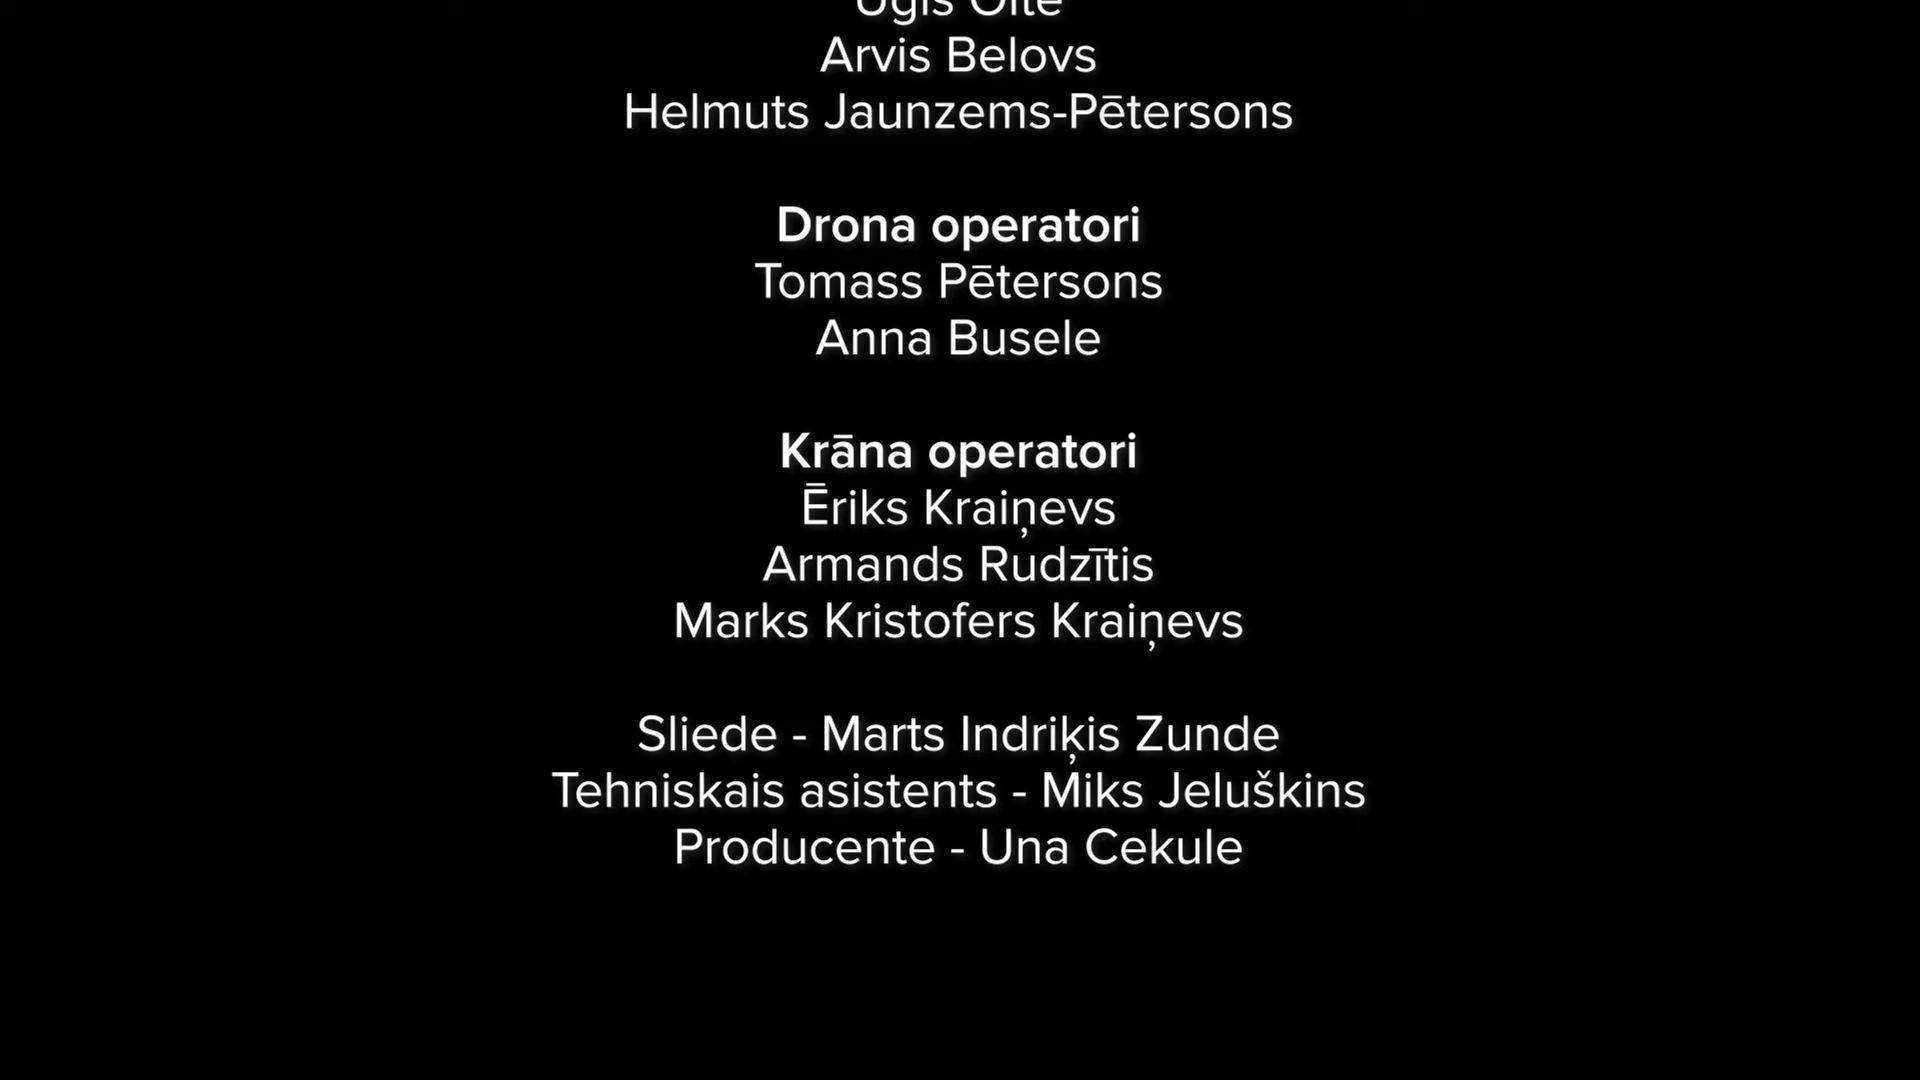 Arvis Belovs
Helmuts Jaunzems-Pētersons
Drona operatori
Tomass Pētersons
Anna Busele
Krāna operatori
Ēriks Kraiņevs
Armands Rudzītis
Marks Kristofers Kraiņevs
Sliede - Marts Indriķis Zunde
Tehniskais asistents - Miks Jeluškins
Producente - Una Cekule